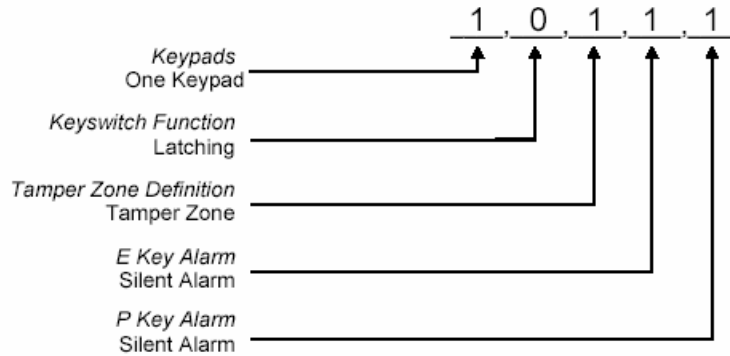 1,0,1,1,1
Keypads
One Keypad
Keyswitch Function
Latching
Tamper Zone Definition
Tamper Zone
E Key Alarm
Silent Alarm
P Key Alarm
Silent Alarm